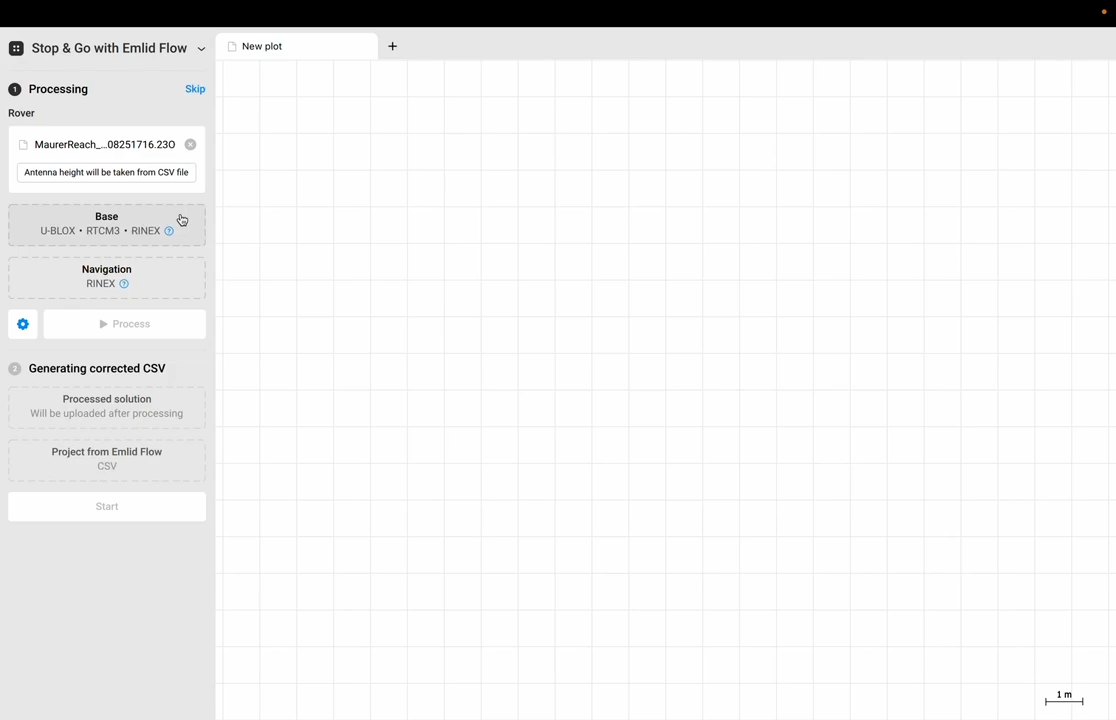 Stop & Go with Emlid Flow
New plot
+
1 Processing
Skip
Rover
MaurerReach_...08251716.23O
Antenna height will be taken from CSV file
Base
U-BLOX • RTCM3 • RINEX ?
Navigation
RINEX ?
Process
2 Generating corrected CSV
Processed solution
Will be uploaded after processing
Project from Emlid Flow
CSV
Start
1 m